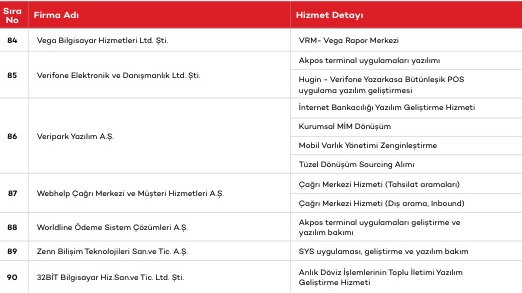 Sıra No	Firma Adı	Hizmet Detayı
84	Vega Bilgisayar Hizmetleri Ltd. Şti.	VRM- Vega Rapor Merkezi
85	Verifone Elektronik ve Danışmanlık Ltd. Şti.	Akpos terminal uygulamaları yazılımı
Hugin - Verifone Yazarkasa Bütünleşik POS
uygulama yazılım geliştirmesi
86	Veripark Yazılım A.Ş.	İnternet Bankacılığı Yazılım Geliştirme Hizmeti
Kurumsal MİM Dönüşüm
Mobil Varlık Yönetimi Zenginleştirme
Tüzel Dönüşüm Sourcing Alımı
87	Webhelp Çağrı Merkezi ve Müşteri Hizmetleri A.Ş.	Çağrı Merkezi Hizmeti (Tahsilat aramaları)
Çağrı Merkezi Hizmeti (Dış arama, Inbound)
88	Worldline Ödeme Sistem Çözümleri A.Ş.	Akpos terminal uygulamaları geliştirme ve
yazılım bakımı
89	Zenn Bilişim Teknolojileri San.ve Tic. A.Ş.	SYS uygulaması, geliştirme ve yazılım bakım
90	32BİT Bilgisayar Hiz.San.ve Tic. Ltd. Şti.	Anlık Döviz İşlemlerinin Toplu İletimi Yazılım
Geliştirme Hizmeti